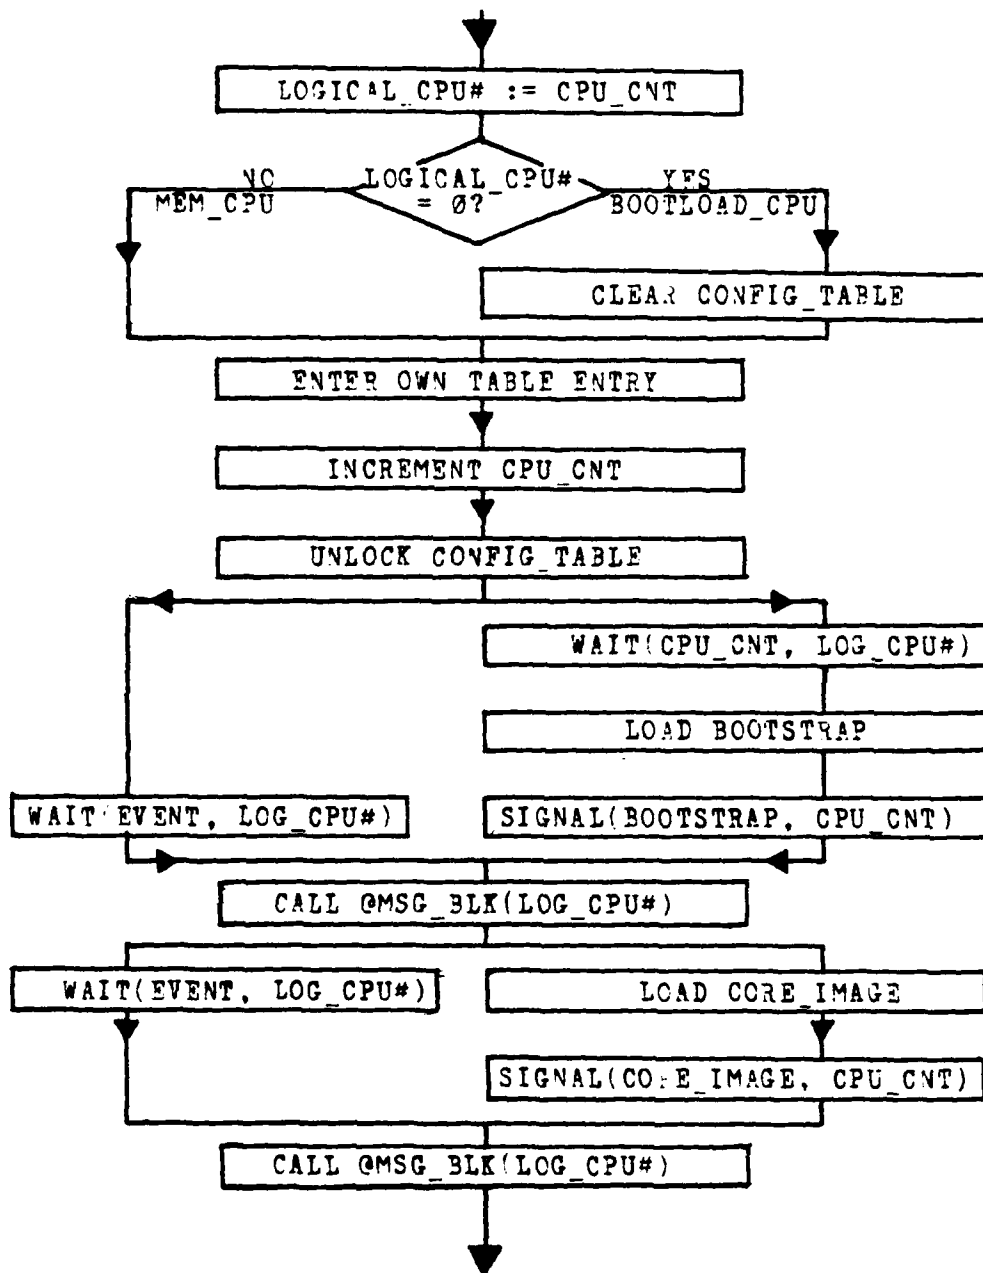 LOGICAL_CPU# := CPU_CNT
LOGICAL_CPU#
= 0?
NO
MEM_CPU
YES
BOOTLOAD_CPU
CLEAR CONFIG_TABLE
ENTER OWN TABLE ENTRY
INCREMENT CPU_CNT
UNLOCK CONFIG_TABLE
WAIT(CPU_CNT, LOG_CPU#)
LOAD BOOTSTRAP
WAIT(EVENT, LOG_CPU#)
SIGNAL(BOOTSTRAP, CPU_CNT)
CALL @MSG_BLK(LOG_CPU#)
WAIT(EVENT, LOG_CPU#)
LOAD CORE_IMAGE
SIGNAL(CORE_IMAGE, CPU_CNT)
CALL @MSG_BLK(LOG_CPU#)